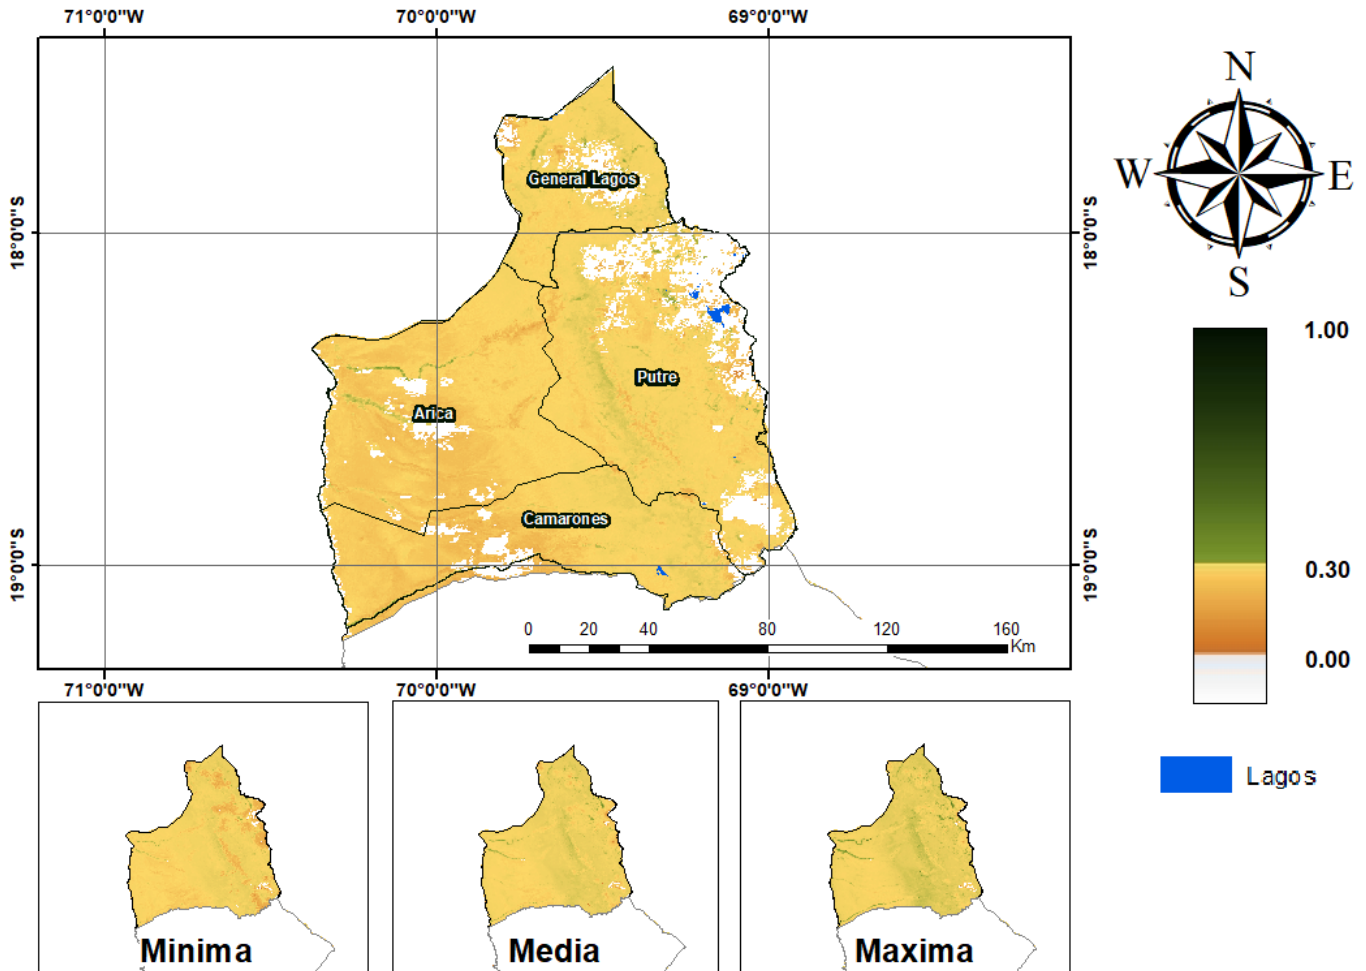 71°0'0"W 70°0'0"W 69°0'0"W
N
W E
S
18°0'0"S 18°0'0"S
19°0'0"S 19°0'0"S
General Lagos
Putre
Arica
Camarones
0 20 40 80 120 160
Km
71°0'0"W 70°0'0"W 69°0'0"W
1.00
0.30
0.00
Lagos
Minima Media Maxima